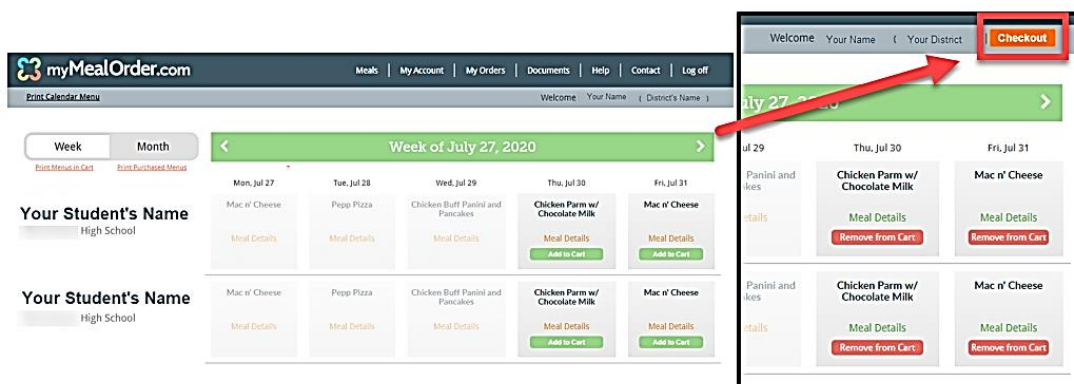 myMealOrder.com
Meals | My Account | My Orders | Documents | Help | Contact | Log off
Print Calendar Menu
Welcome Your Name ( District's Name )
Week Month
Print Menus in Cart Print Purchased Menus
Week of July 27, 2020
Mon, Jul 27 Tue, Jul 28 Wed, Jul 29 Thu, Jul 30 Fri, Jul 31
Your Student's Name
High School
Mac n' Cheese Pepp Pizza Chicken Buff Panini and Chicken Parm w/ Mac n' Cheese
Pancakes Chocolate Milk
Meal Details Meal Details Meal Details Meal Details Meal Details
Add to Cart Add to Cart
Your Student's Name
High School
Mac n' Cheese Pepp Pizza Chicken Buff Panini and Chicken Parm w/ Mac n' Cheese
Pancakes Chocolate Milk
Meal Details Meal Details Meal Details Meal Details Meal Details
Add to Cart Add to Cart
Welcome Your Name ( Your District | Checkout
uly 27, 20
ul 29 Thu, Jul 30 Fri, Jul 31
Panini and Chicken Parm w/ Mac n' Cheese
kes Chocolate Milk
etails Meal Details Meal Details
Remove from Cart Remove from Cart
Panini and Chicken Parm w/ Mac n' Cheese
kes Chocolate Milk
etails Meal Details Meal Details
Remove from Cart Remove from Cart